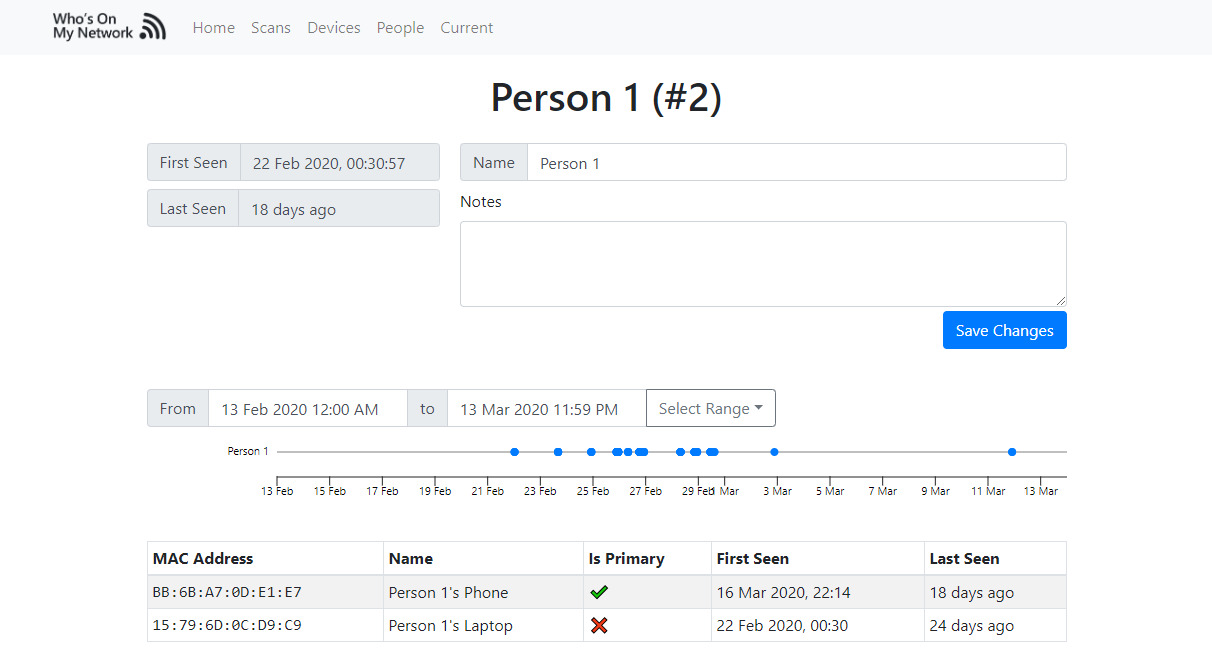 Who's On
My Network
Home Scans Devices People Current
Person 1 (#2)
First Seen 22 Feb 2020, 00:30:57
Name Person 1
Last Seen 18 days ago
Notes
Save Changes
From 13 Feb 2020 12:00 AM to 13 Mar 2020 11:59 PM Select Range
Person 1
13 Feb 15 Feb 17 Feb 19 Feb 21 Feb 23 Feb 25 Feb 27 Feb 29 Feb 1 Mar 3 Mar 5 Mar 7 Mar 9 Mar 11 Mar 13 Mar
MAC Address Name Is Primary First Seen Last Seen
BB:6B:A7:0D:E1:E7 Person 1's Phone 16 Mar 2020, 22:14 18 days ago
15:79:6D:0C:D9:C9 Person 1's Laptop 22 Feb 2020, 00:30 24 days ago